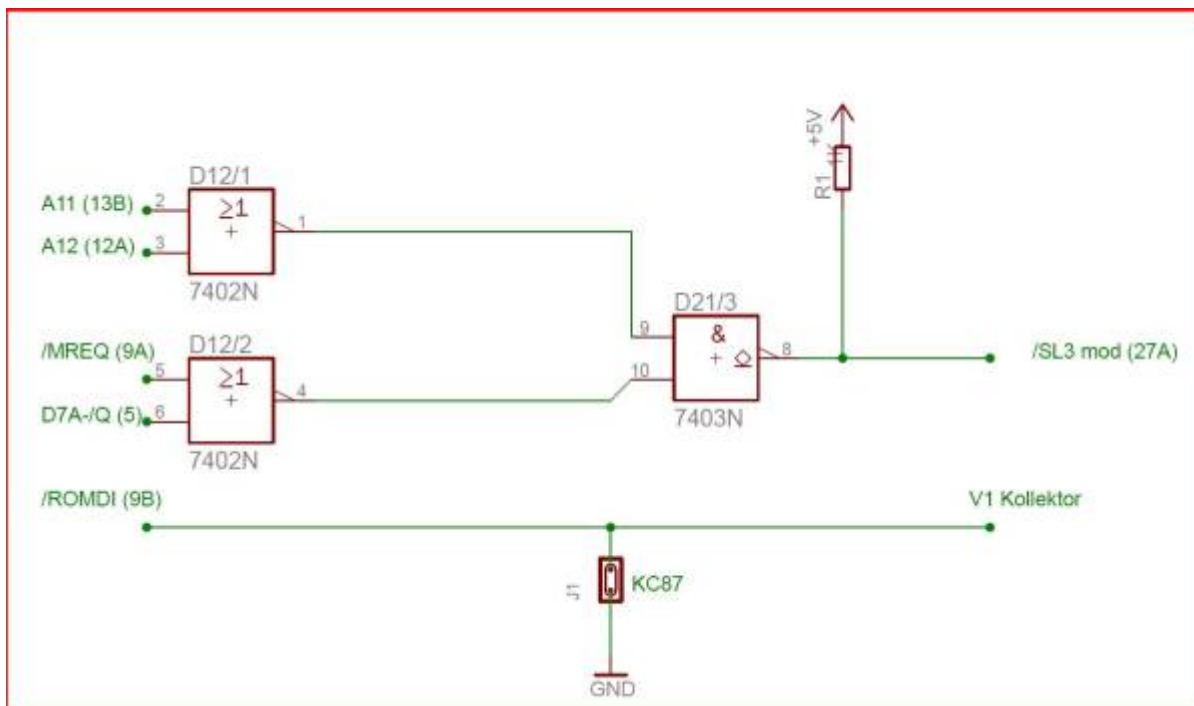 +5V
R1 1K
D12/1
A11 (13B) 2
≥1
+
1
A12 (12A) 3
7402N
D21/3
9
&
+
8
/SL3 mod (27A)
10
7403N
D12/2
/MREQ (9A) 5
≥1
+
4
D7A-/Q (5) 6
7402N
/ROMDI (9B)
V1 Kollektor
J1
KC87
GND